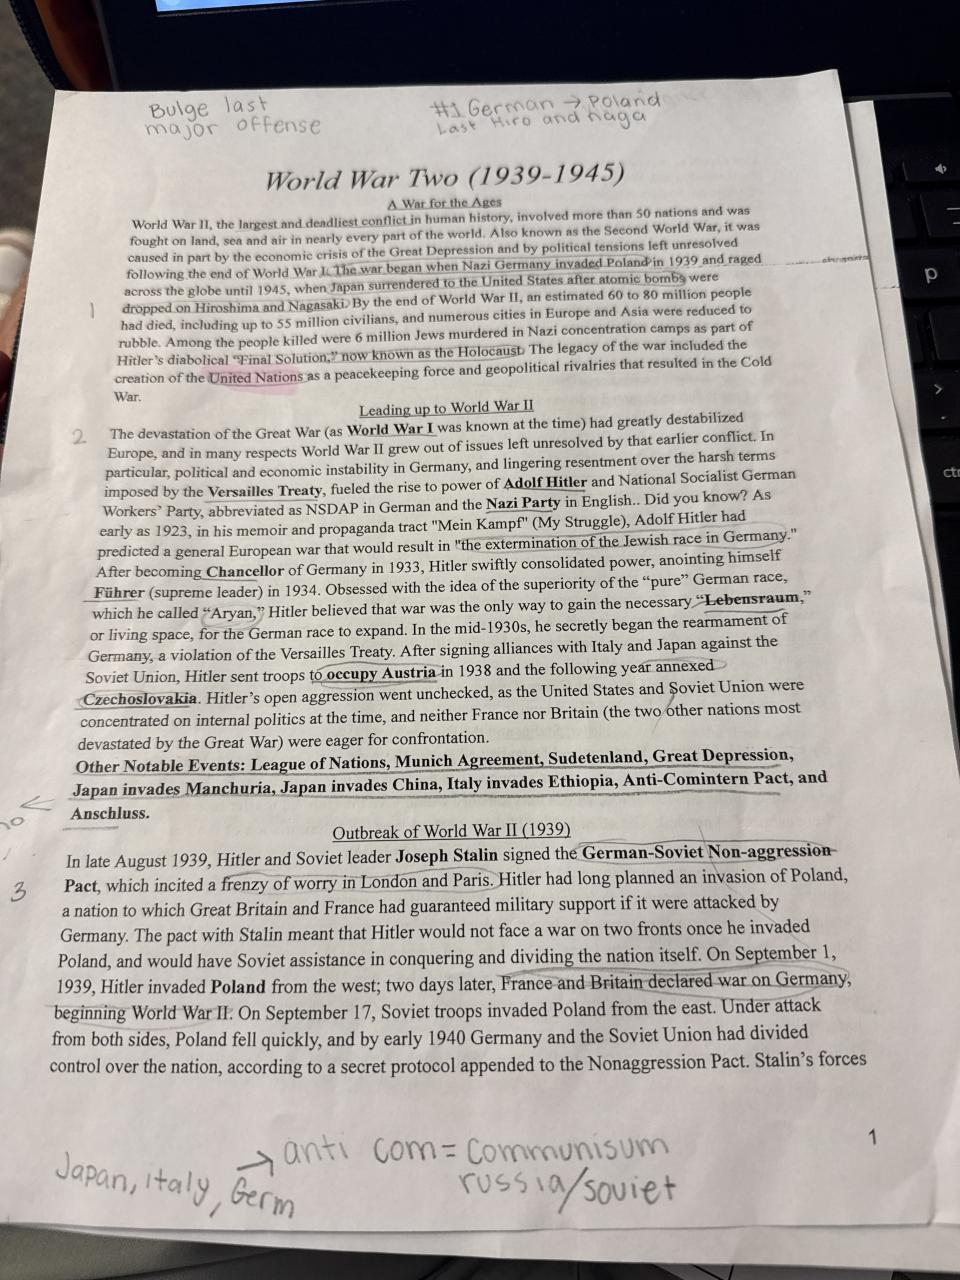 Bulge last
major offense
#1 German → Poland
Last Hiro and naga
World War Two (1939-1945)
A War for the Ages
World War II, the largest and deadliest conflict in human history, involved more than 50 nations and was
fought on land, sea and air in nearly every part of the world. Also known as the Second World War, it was
caused in part by the economic crisis of the Great Depression and by political tensions left unresolved
following the end of World War I. The war began when Nazi Germany invaded Poland in 1939 and raged
across the globe until 1945, when Japan surrendered to the United States after atomic bombs were
1 dropped on Hiroshima and Nagasaki. By the end of World War II, an estimated 60 to 80 million people
had died, including up to 55 million civilians, and numerous cities in Europe and Asia were reduced to
rubble. Among the people killed were 6 million Jews murdered in Nazi concentration camps as part of
Hitler's diabolical "Final Solution," now known as the Holocaust. The legacy of the war included the
creation of the United Nations as a peacekeeping force and geopolitical rivalries that resulted in the Cold
War.
Leading up to World War II
2 The devastation of the Great War (as World War I was known at the time) had greatly destabilized
Europe, and in many respects World War II grew out of issues left unresolved by that earlier conflict. In
particular, political and economic instability in Germany, and lingering resentment over the harsh terms
imposed by the Versailles Treaty, fueled the rise to power of Adolf Hitler and National Socialist German
Workers' Party, abbreviated as NSDAP in German and the Nazi Party in English.. Did you know? As
early as 1923, in his memoir and propaganda tract "Mein Kampf" (My Struggle), Adolf Hitler had
predicted a general European war that would result in "the extermination of the Jewish race in Germany."
After becoming Chancellor of Germany in 1933, Hitler swiftly consolidated power, anointing himself
Führer (supreme leader) in 1934. Obsessed with the idea of the superiority of the "pure" German race,
which he called "Aryan," Hitler believed that war was the only way to gain the necessary "Lebensraum,"
or living space, for the German race to expand. In the mid-1930s, he secretly began the rearmament of
Germany, a violation of the Versailles Treaty. After signing alliances with Italy and Japan against the
Soviet Union, Hitler sent troops to occupy Austria in 1938 and the following year annexed
Czechoslovakia. Hitler's open aggression went unchecked, as the United States and Soviet Union were
concentrated on internal politics at the time, and neither France nor Britain (the two other nations most
devastated by the Great War) were eager for confrontation.
Other Notable Events: League of Nations, Munich Agreement, Sudetenland, Great Depression,
Japan invades Manchuria, Japan invades China, Italy invades Ethiopia, Anti-Comintern Pact, and
Anschluss.
Outbreak of World War II (1939)
In late August 1939, Hitler and Soviet leader Joseph Stalin signed the German-Soviet Non-aggression
3 Pact, which incited a frenzy of worry in London and Paris. Hitler had long planned an invasion of Poland,
a nation to which Great Britain and France had guaranteed military support if it were attacked by
Germany. The pact with Stalin meant that Hitler would not face a war on two fronts once he invaded
Poland, and would have Soviet assistance in conquering and dividing the nation itself. On September 1,
1939, Hitler invaded Poland from the west; two days later, France and Britain declared war on Germany,
beginning World War II. On September 17, Soviet troops invaded Poland from the east. Under attack
from both sides, Poland fell quickly, and by early 1940 Germany and the Soviet Union had divided
control over the nation, according to a secret protocol appended to the Nonaggression Pact. Stalin's forces
1
Japan, italy, Germ → anti com = communisum
russia/soviet
p
>
ctr